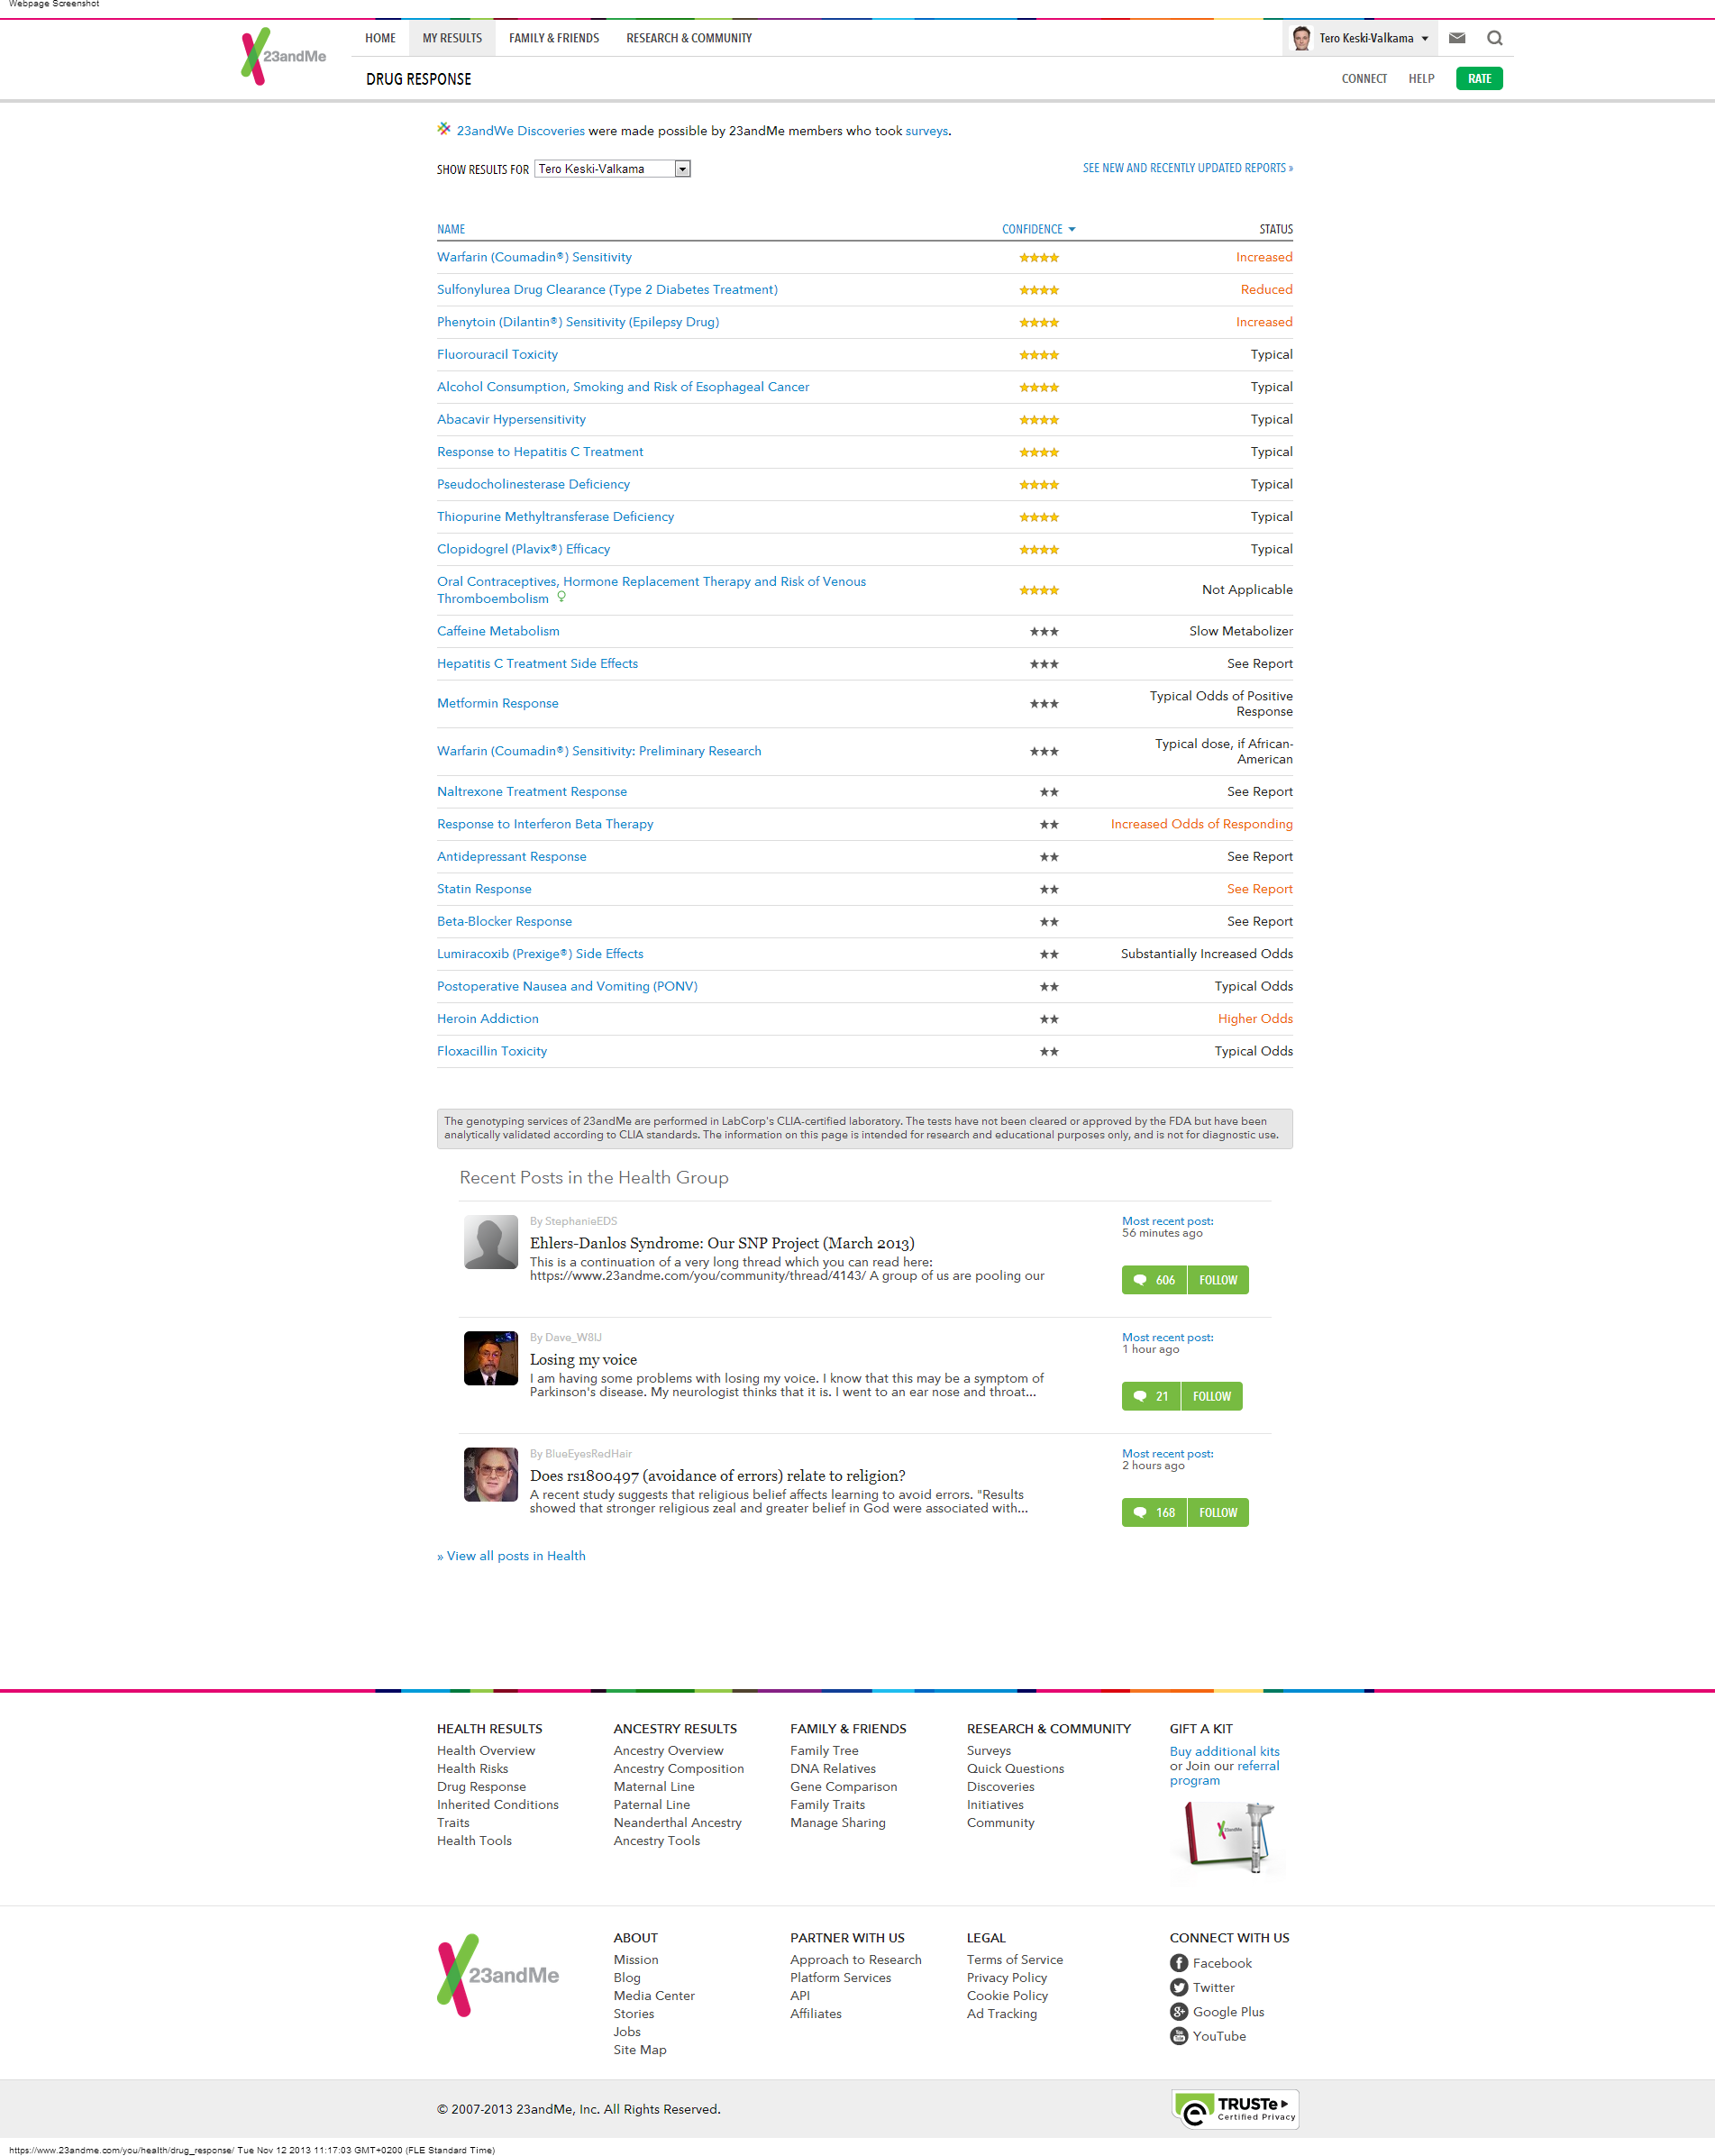 Webpage Screenshot
23andMe
HOME MY RESULTS FAMILY & FRIENDS RESEARCH & COMMUNITY Tero Keski-Valkama
DRUG RESPONSE CONNECT HELP RATE
23andWe Discoveries were made possible by 23andMe members who took surveys.
SHOW RESULTS FOR Tero Keski-Valkama SEE NEW AND RECENTLY UPDATED REPORTS »
NAME CONFIDENCE STATUS
Warfarin (Coumadin®) Sensitivity ★★★★ Increased
Sulfonylurea Drug Clearance (Type 2 Diabetes Treatment) ★★★★ Reduced
Phenytoin (Dilantin®) Sensitivity (Epilepsy Drug) ★★★★ Increased
Fluorouracil Toxicity ★★★★ Typical
Alcohol Consumption, Smoking and Risk of Esophageal Cancer ★★★★ Typical
Abacavir Hypersensitivity ★★★★ Typical
Response to Hepatitis C Treatment ★★★★ Typical
Pseudocholinesterase Deficiency ★★★★ Typical
Thiopurine Methyltransferase Deficiency ★★★★ Typical
Clopidogrel (Plavix®) Efficacy ★★★★ Typical
Oral Contraceptives, Hormone Replacement Therapy and Risk of Venous
Thromboembolism ♀ ★★★★ Not Applicable
Caffeine Metabolism ★★★ Slow Metabolizer
Hepatitis C Treatment Side Effects ★★★ See Report
Metformin Response ★★★ Typical Odds of Positive
Response
Warfarin (Coumadin®) Sensitivity: Preliminary Research ★★★ Typical dose, if African-
American
Naltrexone Treatment Response ★★ See Report
Response to Interferon Beta Therapy ★★ Increased Odds of Responding
Antidepressant Response ★★ See Report
Statin Response ★★ See Report
Beta-Blocker Response ★★ See Report
Lumiracoxib (Prexige®) Side Effects ★★ Substantially Increased Odds
Postoperative Nausea and Vomiting (PONV) ★★ Typical Odds
Heroin Addiction ★★ Higher Odds
Floxacillin Toxicity ★★ Typical Odds
The genotyping services of 23andMe are performed in LabCorp's CLIA-certified laboratory. The tests have not been cleared or approved by the FDA but have been
analytically validated according to CLIA standards. The information on this page is intended for research and educational purposes only, and is not for diagnostic use.
Recent Posts in the Health Group
By StephanieEDS
Ehlers-Danlos Syndrome: Our SNP Project (March 2013)
This is a continuation of a very long thread which you can read here:
https://www.23andme.com/you/community/thread/4143/ A group of us are pooling our
Most recent post:
56 minutes ago
606 FOLLOW
By Dave_W8IJ
Losing my voice
I am having some problems with losing my voice. I know that this may be a symptom of
Parkinson's disease. My neurologist thinks that it is. I went to an ear nose and throat...
Most recent post:
1 hour ago
21 FOLLOW
By BlueEyesRedHair
Does rs1800497 (avoidance of errors) relate to religion?
A recent study suggests that religious belief affects learning to avoid errors. "Results
showed that stronger religious zeal and greater belief in God were associated with...
Most recent post:
2 hours ago
168 FOLLOW
» View all posts in Health
HEALTH RESULTS
Health Overview
Health Risks
Drug Response
Inherited Conditions
Traits
Health Tools
ANCESTRY RESULTS
Ancestry Overview
Ancestry Composition
Maternal Line
Paternal Line
Neanderthal Ancestry
Ancestry Tools
FAMILY & FRIENDS
Family Tree
DNA Relatives
Gene Comparison
Family Traits
Manage Sharing
RESEARCH & COMMUNITY
Surveys
Quick Questions
Discoveries
Initiatives
Community
GIFT A KIT
Buy additional kits
or Join our referral
program
23andMe
23andMe
ABOUT
Mission
Blog
Media Center
Stories
Jobs
Site Map
PARTNER WITH US
Approach to Research
Platform Services
API
Affiliates
LEGAL
Terms of Service
Privacy Policy
Cookie Policy
Ad Tracking
CONNECT WITH US
Facebook
Twitter
Google Plus
YouTube
© 2007-2013 23andMe, Inc. All Rights Reserved.
TRUSTe
Certified Privacy
https://www.23andme.com/you/health/drug_response/ Tue Nov 12 2013 11:17:03 GMT+0200 (FLE Standard Time)